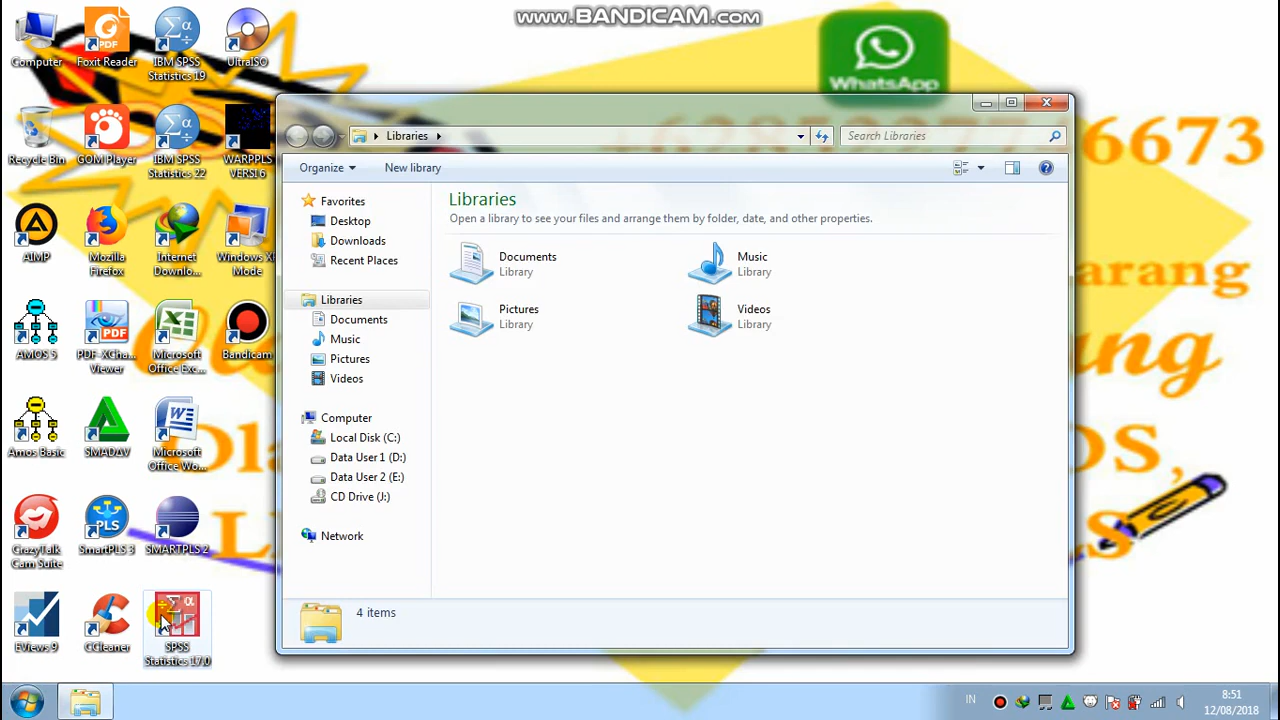 www.BANDICAM.com
WhatsApp
6673
Computer
Foxit Reader
IBM SPSS
Statistics 19
UltraISO
Recycle Bin
GOM Player
IBM SPSS
Statistics 22
WARPPLS
VERSI 6
AIMP
Mozilla
Firefox
Internet
Downlo...
Mode
AMOS 5
PDF-XCha...
Viewer
Microsoft
Office Exc...
Bandicam
Amos Basic
SMADΔV
Microsoft
Office Wo...
CrazyTalk
Cam Suite
SmartPLS 3
SMARTPLS 2
EViews 9
CCleaner
SPSS
Statistics 17.0
Libraries
Search Libraries
Organize
New library
Favorites
Desktop
Downloads
Recent Places
Libraries
Documents
Music
Pictures
Videos
Computer
Local Disk (C:)
Data User 1 (D:)
Data User 2 (E:)
CD Drive (J:)
Network
Libraries
Open a library to see your files and arrange them by folder, date, and other properties.
Documents
Library
Music
Library
Pictures
Library
Videos
Library
4 items
arang
IN
8:51
12/08/2018